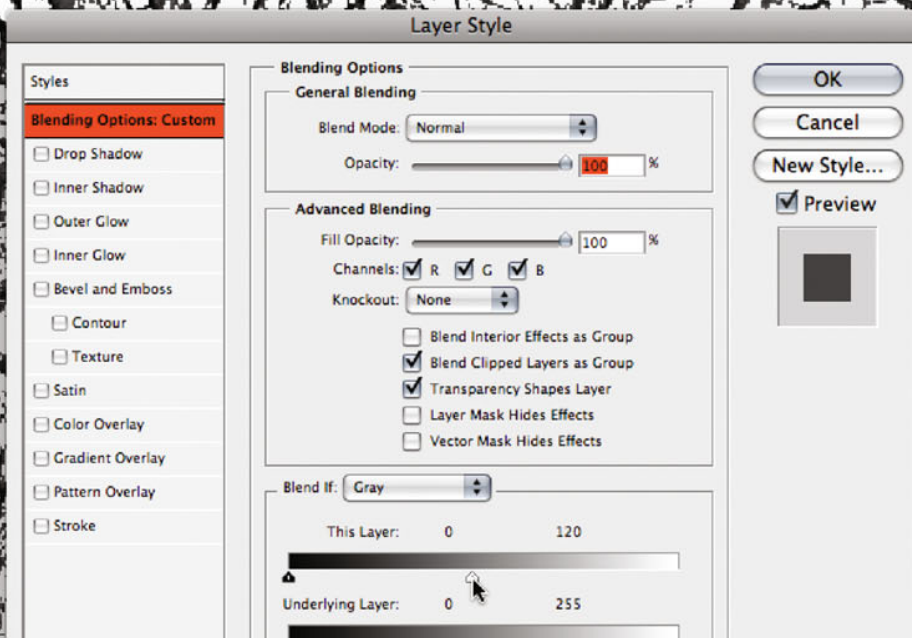 Layer Style
Styles
Blending Options: Custom
Drop Shadow
Inner Shadow
Outer Glow
Inner Glow
Bevel and Emboss
Contour
Texture
Satin
Color Overlay
Gradient Overlay
Pattern Overlay
Stroke
Blending Options
General Blending
Blend Mode: Normal
Opacity: 100 %
Advanced Blending
Fill Opacity: 100 %
Channels: R G B
Knockout: None
Blend Interior Effects as Group
Blend Clipped Layers as Group
Transparency Shapes Layer
Layer Mask Hides Effects
Vector Mask Hides Effects
Blend If: Gray
This Layer: 0 120
Underlying Layer: 0 255
OK
Cancel
New Style...
Preview